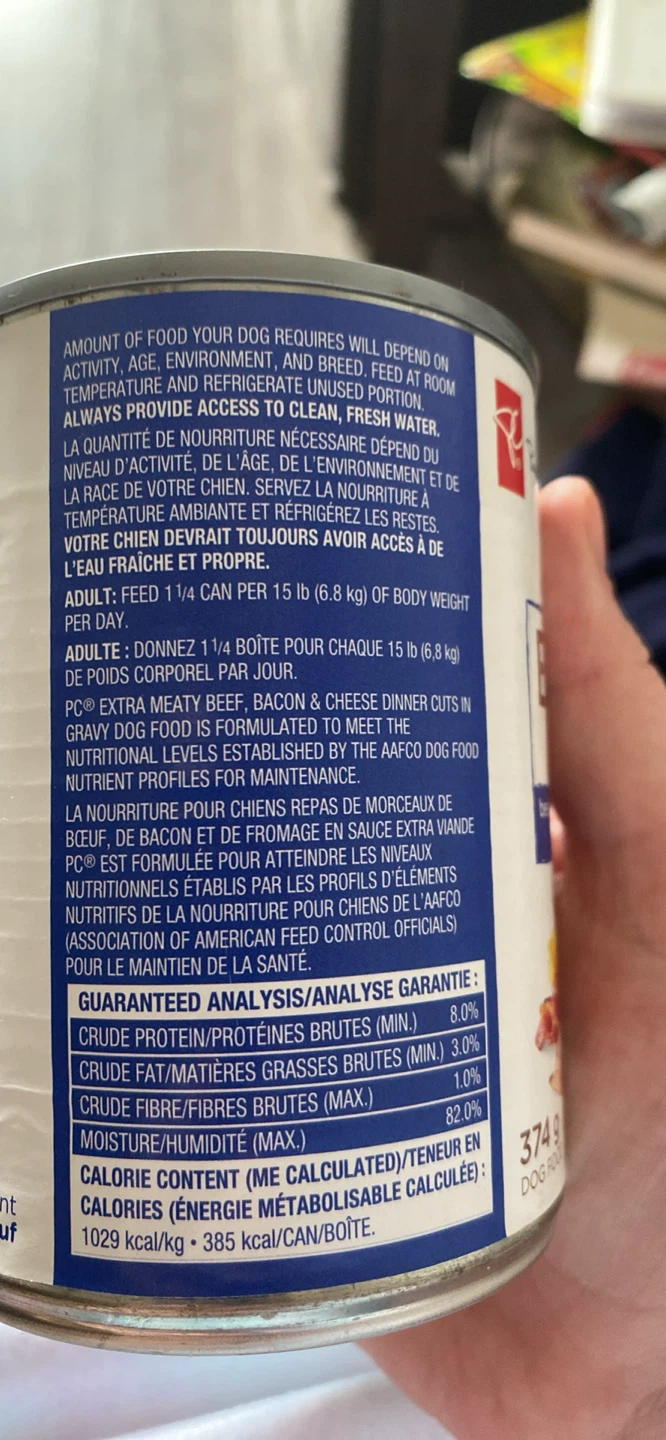 AMOUNT OF FOOD YOUR DOG REQUIRES WILL DEPEND ON
ACTIVITY, AGE, ENVIRONMENT, AND BREED. FEED AT ROOM
TEMPERATURE AND REFRIGERATE UNUSED PORTION.
ALWAYS PROVIDE ACCESS TO CLEAN, FRESH WATER.
LA QUANTITÉ DE NOURRITURE NÉCESSAIRE DÉPEND DU
NIVEAU D'ACTIVITÉ, DE L'ÂGE, DE L'ENVIRONNEMENT ET DE
LA RACE DE VOTRE CHIEN. SERVEZ LA NOURRITURE À
TEMPÉRATURE AMBIANTE ET RÉFRIGÉREZ LES RESTES.
VOTRE CHIEN DEVRAIT TOUJOURS AVOIR ACCÈS À DE
L'EAU FRAÎCHE ET PROPRE.
ADULT: FEED 1 1/4 CAN PER 15 lb (6.8 kg) OF BODY WEIGHT
PER DAY.
ADULTE : DONNEZ 1 1/4 BOÎTE POUR CHAQUE 15 lb (6,8 kg)
DE POIDS CORPOREL PAR JOUR.
PC® EXTRA MEATY BEEF, BACON & CHEESE DINNER CUTS IN
GRAVY DOG FOOD IS FORMULATED TO MEET THE
NUTRITIONAL LEVELS ESTABLISHED BY THE AAFCO DOG FOOD
NUTRIENT PROFILES FOR MAINTENANCE.
LA NOURRITURE POUR CHIENS REPAS DE MORCEAUX DE
BŒUF, DE BACON ET DE FROMAGE EN SAUCE EXTRA VIANDE
PC® EST FORMULÉE POUR ATTEINDRE LES NIVEAUX
NUTRITIONNELS ÉTABLIS PAR LES PROFILS D'ÉLÉMENTS
NUTRITIFS DE LA NOURRITURE POUR CHIENS DE L'AAFCO
(ASSOCIATION OF AMERICAN FEED CONTROL OFFICIALS)
POUR LE MAINTIEN DE LA SANTÉ.
GUARANTEED ANALYSIS/ANALYSE GARANTIE :
CRUDE PROTEIN/PROTÉINES BRUTES (MIN.) 8.0%
CRUDE FAT/MATIÈRES GRASSES BRUTES (MIN.) 3.0%
CRUDE FIBRE/FIBRES BRUTES (MAX.) 1.0%
MOISTURE/HUMIDITÉ (MAX.) 82.0%
CALORIE CONTENT (ME CALCULATED)/TENEUR EN
CALORIES (ÉNERGIE MÉTABOLISABLE CALCULÉE) :
1029 kcal/kg • 385 kcal/CAN/BOÎTE.
374 g
DOG